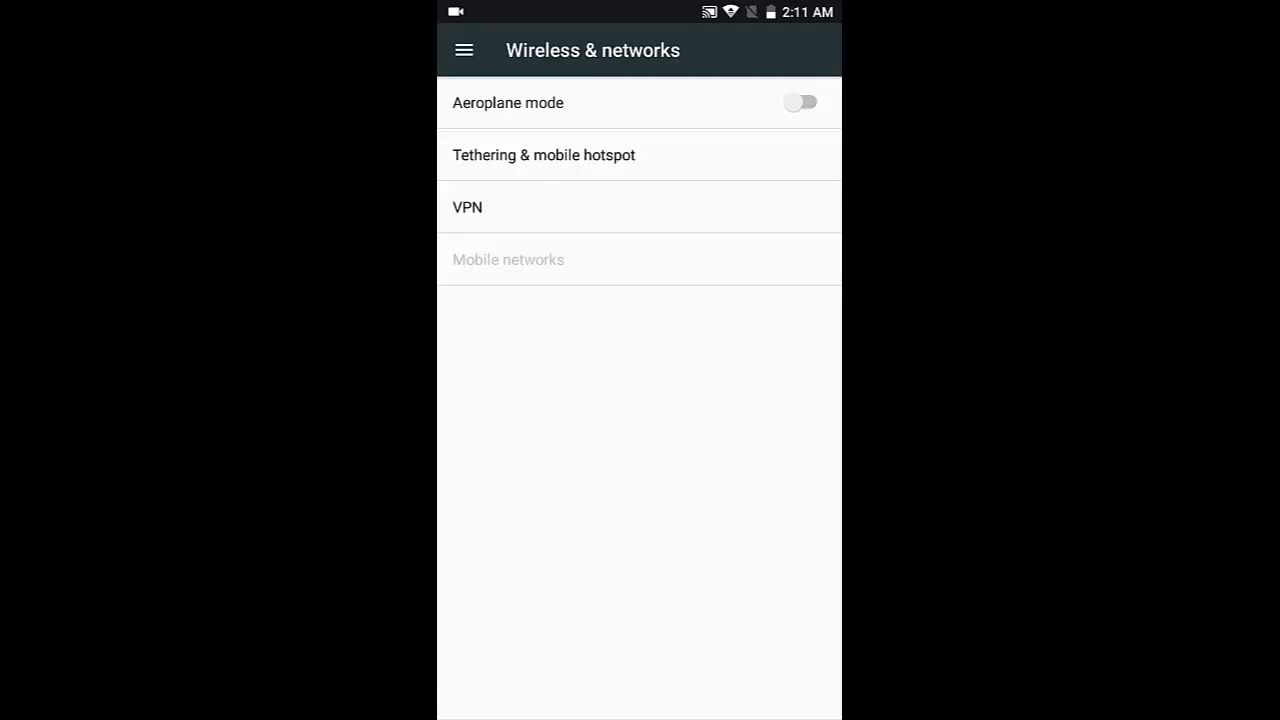 2:11 AM
Wireless & networks
Aeroplane mode
Tethering & mobile hotspot
VPN
Mobile networks